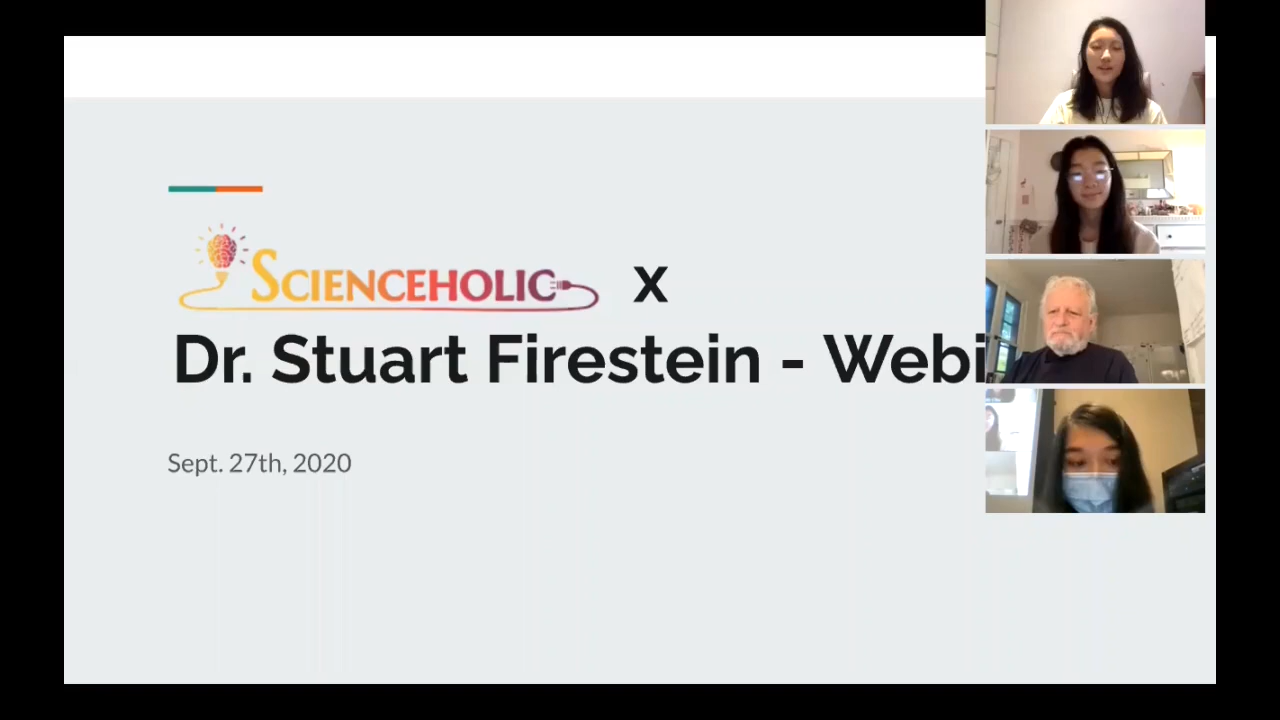 SCIENCEHOLIC x
Dr. Stuart Firestein - Webi
Sept. 27th, 2020